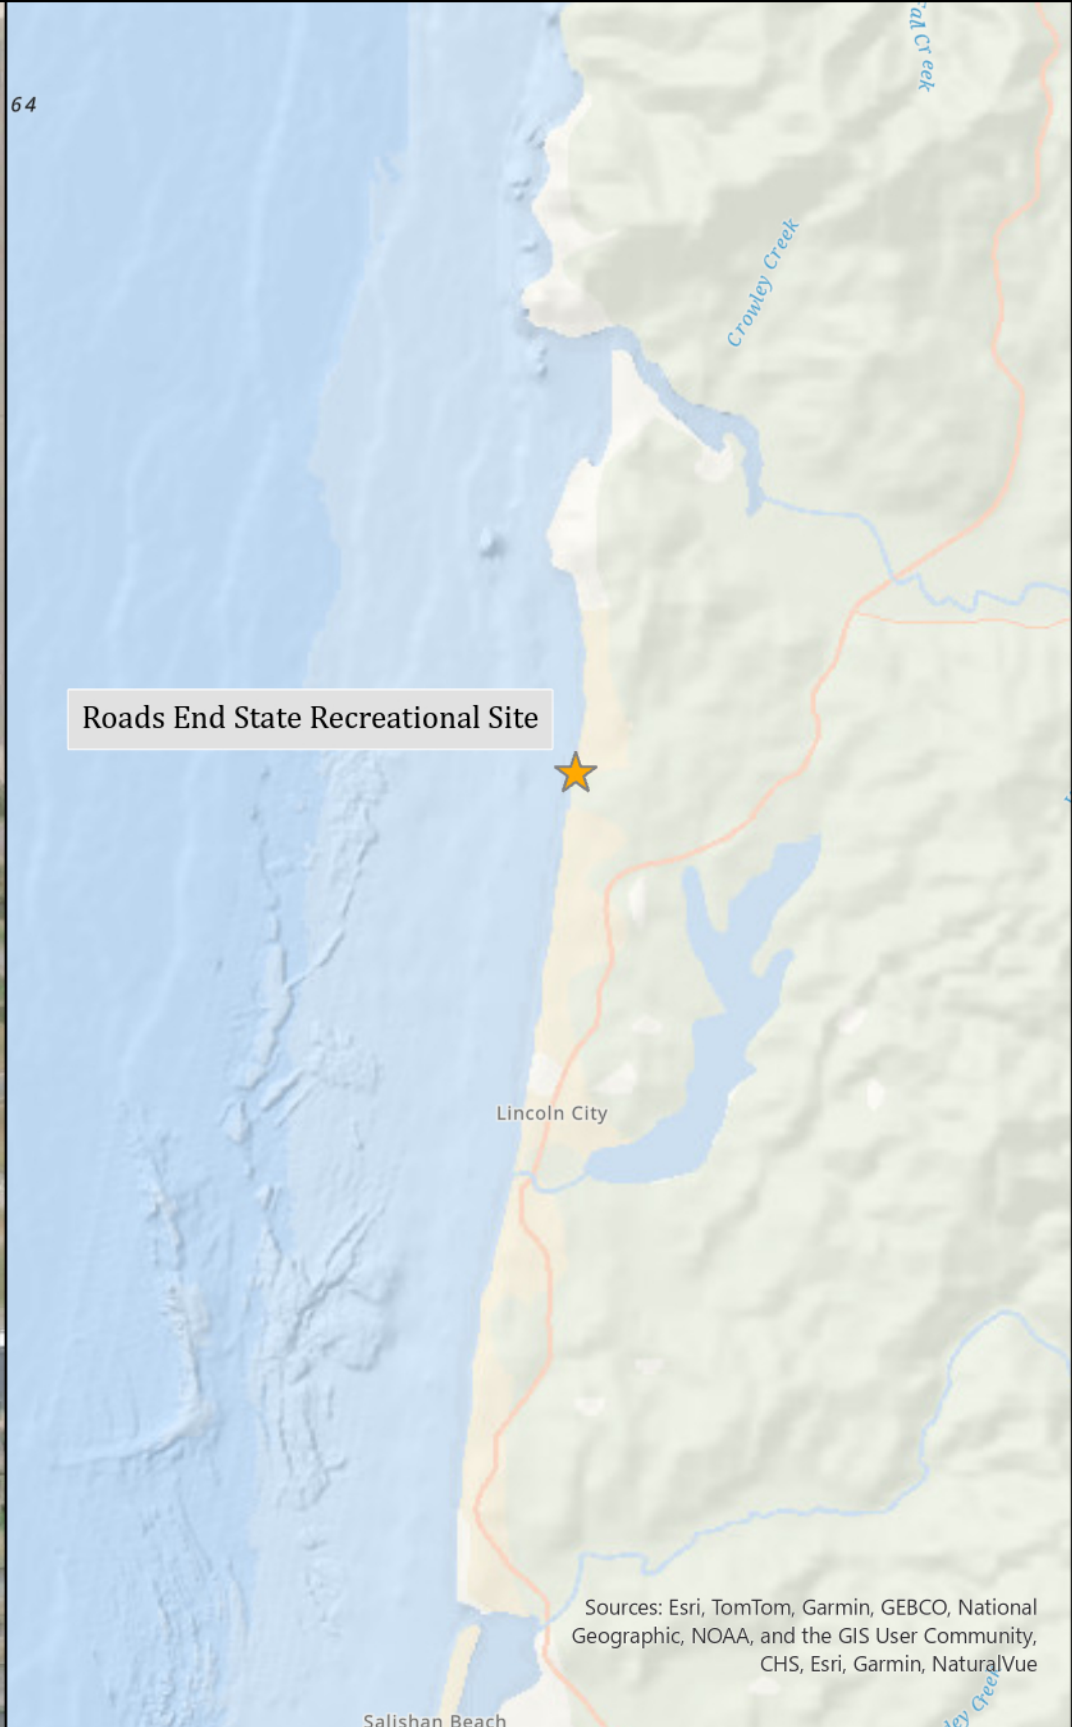 64
Crowley Creek
Roads End State Recreational Site
Lincoln City
Sources: Esri, TomTom, Garmin, GEBCO, National
Geographic, NOAA, and the GIS User Community,
CHS, Esri, Garmin, NaturalVue
Salishan Beach